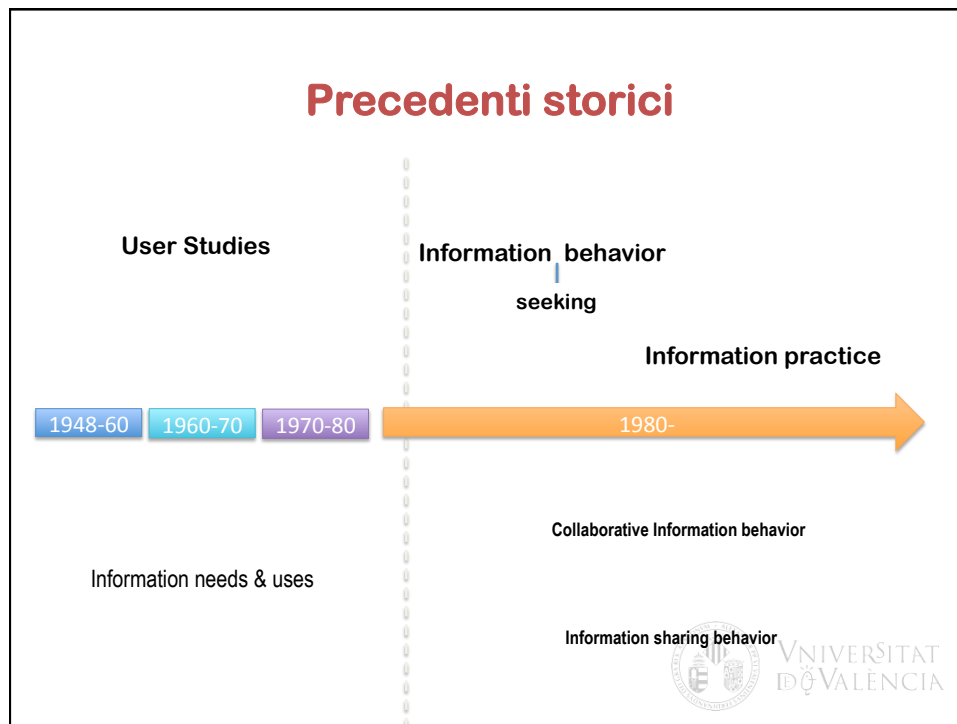 Precedenti storici
User Studies
Information behavior
seeking
Information practice
1948-60
1960-70
1970-80
1980-
Collaborative Information behavior
Information needs & uses
Information sharing behavior
VNIVERSITAT
D VALÈNCIA